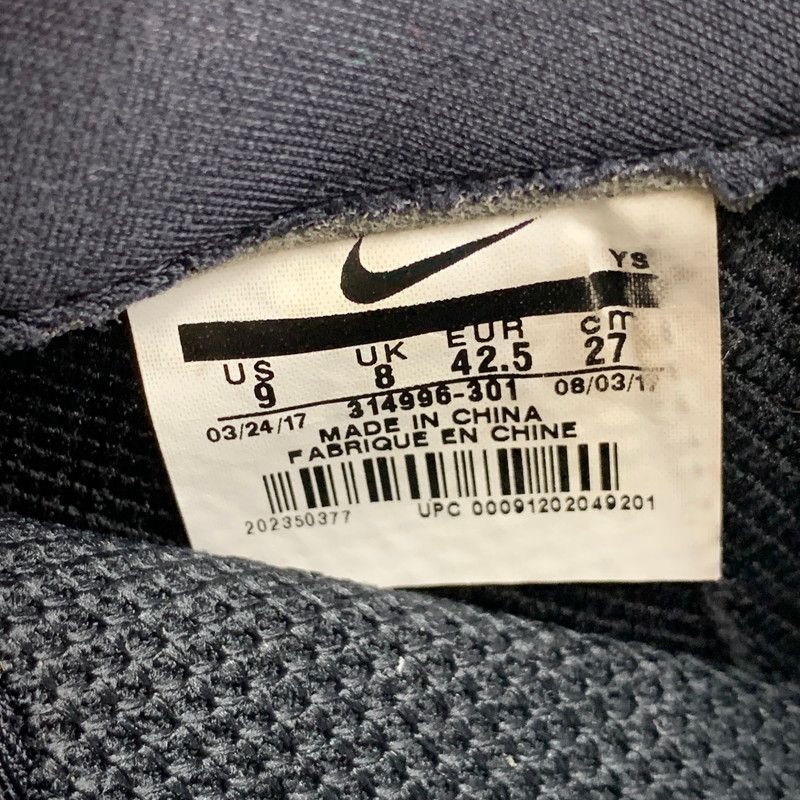 YS
US UK EUR cm
9 8 42.5 27
03/24/17 314996-301 08/03/17
MADE IN CHINA
FABRIQUE EN CHINE
202350377 UPC 00091202049201